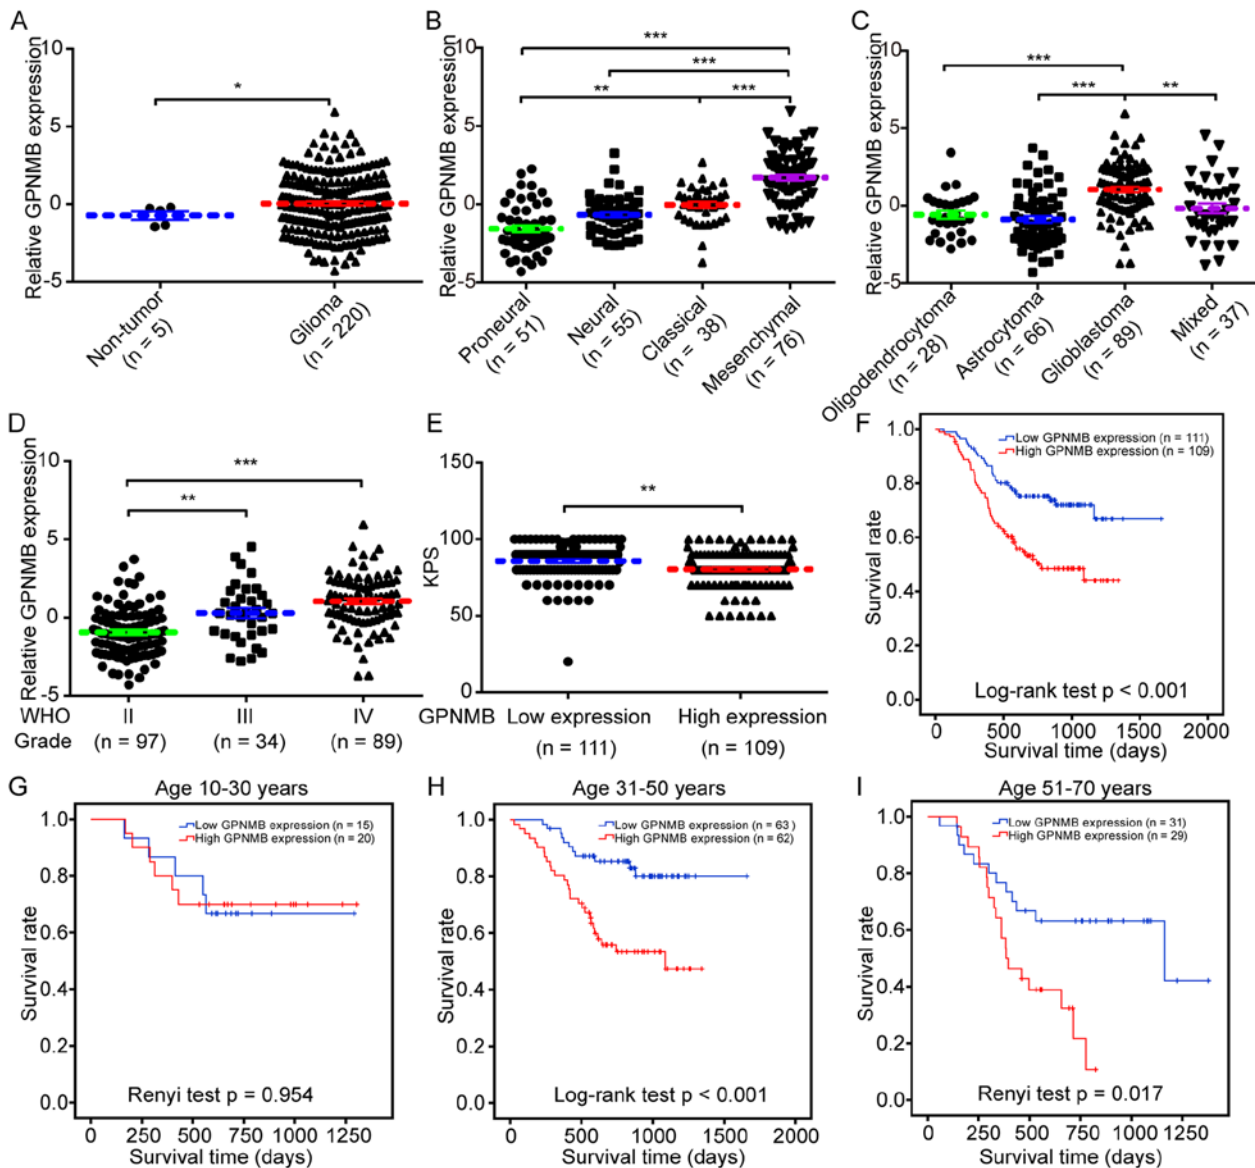 A
Relative GPNMB expression
10
5
0
-5
*
Non-tumor
(n = 5)
Glioma
(n = 220)
B
Relative GPNMB expression
10
5
0
-5
***
***
**
***
Proneural
(n = 51)
Neural
(n = 55)
Classical
(n = 38)
Mesenchymal
(n = 76)
C
Relative GPNMB expression
10
5
0
-5
***
***
**
Oligodendrocytoma
(n = 28)
Astrocytoma
(n = 66)
Glioblastoma
(n = 89)
Mixed
(n = 37)
D
Relative GPNMB expression
10
5
0
-5
***
**
WHO
Grade
II
III
IV
(n = 97)
(n = 34)
(n = 89)
E
KPS
150
100
50
0
**
GPNMB
Low expression
High expression
(n = 111)
(n = 109)
F
Survival rate
1.0
0.8
0.6
0.4
0.2
0.0
Low GPNMB expression (n = 111)
High GPNMB expression (n = 109)
Log-rank test p < 0.001
0 500 1000 1500 2000
Survival time (days)
G
Age 10-30 years
Survival rate
1.0
0.8
0.6
0.4
0.2
0.0
Low GPNMB expression (n = 15)
High GPNMB expression (n = 20)
Renyi test p = 0.954
0 250 500 750 1000 1250
Survival time (days)
H
Age 31-50 years
Survival rate
1.0
0.8
0.6
0.4
0.2
0.0
Low GPNMB expression (n = 63 )
High GPNMB expression (n = 62)
Log-rank test p < 0.001
0 500 1000 1500 2000
Survival time (days)
I
Age 51-70 years
Survival rate
1.0
0.8
0.6
0.4
0.2
0.0
Low GPNMB expression (n = 31)
High GPNMB expression (n = 29)
Renyi test p = 0.017
0 250 500 750 1000 1250
Survival time (days)